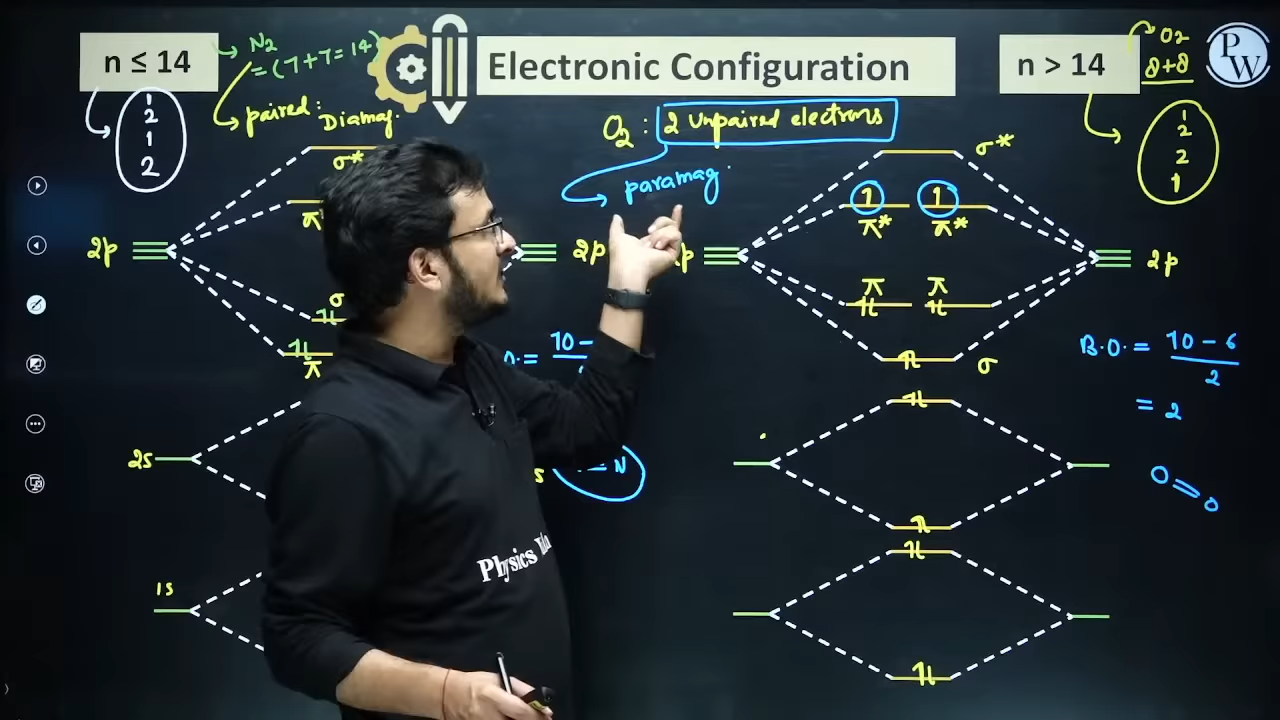 n ≤ 14
N2
= (7+7=14)
Electronic Configuration
n > 14
O2
8+8
PW
1
2
1
2
paired:
Diamag.
O2 : 2 unpaired electrons
paramag.
1
2
2
1
σ*
π*
2p
2p
σ
π
2s
1s
10-
N
σ*
1 1
π* π*
2p
π π
σ
B.O. = 10-6
2
= 2
O=O
Physics